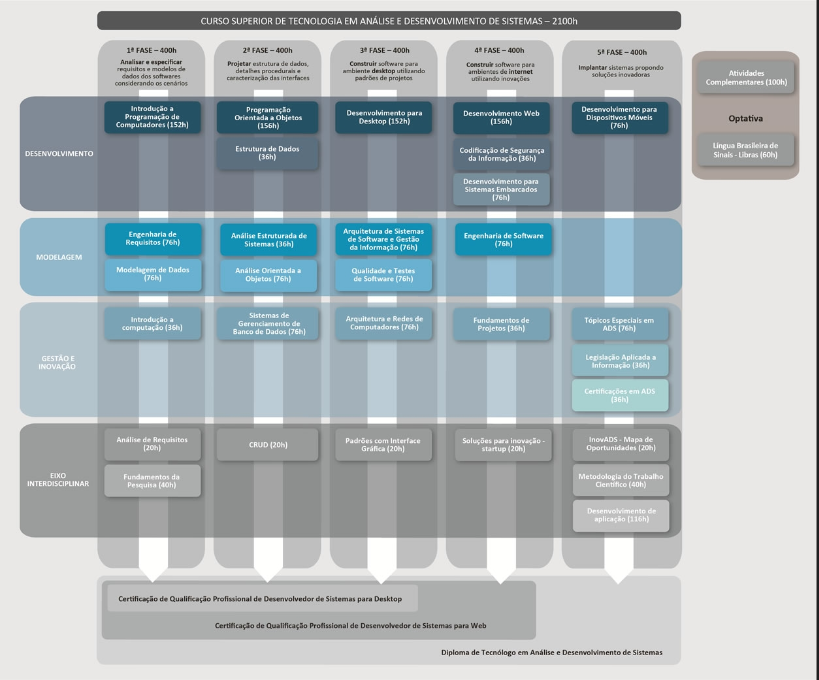 CURSO SUPERIOR DE TECNOLOGIA EM ANÁLISE E DESENVOLVIMENTO DE SISTEMAS – 2100h
1ª FASE – 400h
Analisar e especificar
requisitos e modelos de
dados dos softwares
considerando os cenários
2ª FASE – 400h
Projetar estrutura de dados,
detalhes procedurais e
caracterização das interfaces
3ª FASE – 400h
Construir software para
ambiente desktop utilizando
padrões de projetos
4ª FASE – 400h
Construir softwares para
ambientes de internet
utilizando inovações
5ª FASE – 400h
Implantar sistemas propondo
soluções inovadoras
Atividades
Complementares (100h)
Optativa
Língua Brasileira de
Sinais - Libras (60h)
DESENVOLVIMENTO
Introdução a
Programação de
Computadores (152h)
Programação
Orientada a Objetos
(156h)
Estrutura de Dados
(36h)
Desenvolvimento para
Desktop (152h)
Desenvolvimento Web
(156h)
Codificação de Segurança
da Informação (36h)
Desenvolvimento para
Sistemas Embarcados
(76h)
Desenvolvimento para
Dispositivos Móveis
(76h)
MODELAGEM
Engenharia de
Requisitos (76h)
Modelagem de Dados
(76h)
Análise Estruturada de
Sistemas (36h)
Análise Orientada a
Objetos (76h)
Arquitetura de Sistemas
de Software e Gestão
da Informação (76h)
Qualidade e Testes
de Software (76h)
Engenharia de Software
(76h)
GESTÃO E
INOVAÇÃO
Introdução a
computação (36h)
Sistemas de
Gerenciamento de
Banco de Dados (76h)
Arquitetura e Redes de
Computadores (76h)
Fundamentos de
Projetos (36h)
Tópicos Especiais em
ADS (76h)
Legislação Aplicada a
Informação (36h)
Certificações em ADS
(36h)
EIXO
INTERDISCIPLINAR
Análise de Requisitos
(20h)
Fundamentos da
Pesquisa (40h)
CRUD (20h)
Padrões com Interface
Gráfica (20h)
Soluções para inovação -
startup (20h)
InovADS - Mapa de
Oportunidades (20h)
Metodologia do Trabalho
Científico (40h)
Desenvolvimento de
aplicação (116h)
Certificação de Qualificação Profissional de Desenvolvedor de Sistemas para Desktop
Certificação de Qualificação Profissional de Desenvolvedor de Sistemas para Web
Diploma de Tecnólogo em Análise e Desenvolvimento de Sistemas